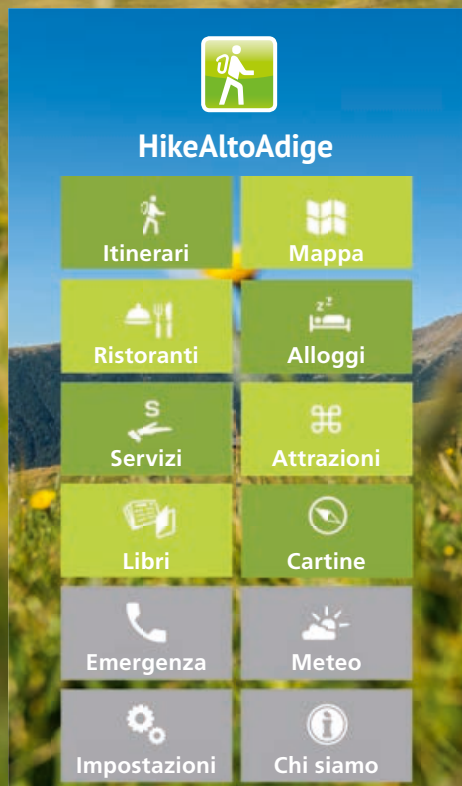 HikeAltoAdige
Itinerari
Mappa
Ristoranti
z z
Alloggi
S
Servizi
Attrazioni
Libri
Cartine
Emergenza
Meteo
Impostazioni
i
Chi siamo